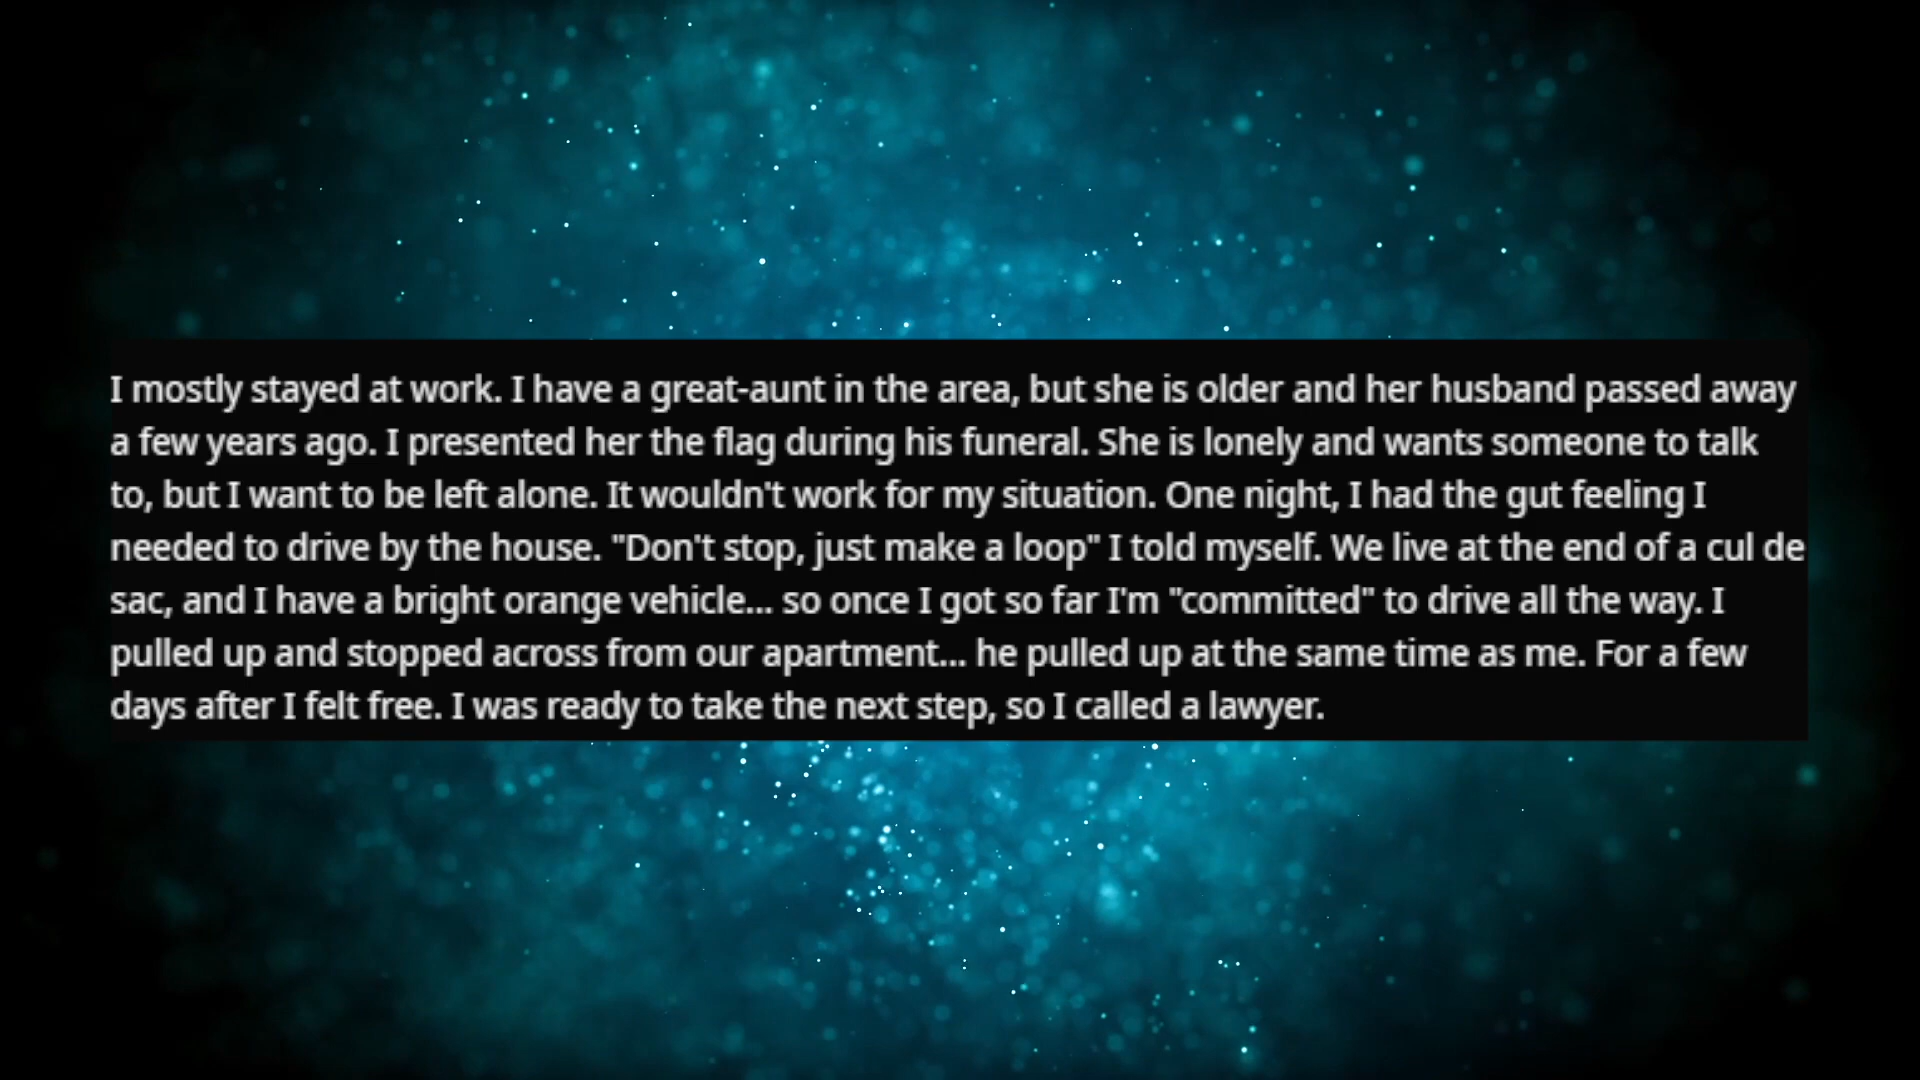 I mostly stayed at work. I have a great-aunt in the area, but she is older and her husband passed away
a few years ago. I presented her the flag during his funeral. She is lonely and wants someone to talk
to, but I want to be left alone. It wouldn't work for my situation. One night, I had the gut feeling I
needed to drive by the house. "Don't stop, just make a loop" I told myself. We live at the end of a cul de
sac, and I have a bright orange vehicle... so once I got so far I'm "committed" to drive all the way. I
pulled up and stopped across from our apartment... he pulled up at the same time as me. For a few
days after I felt free. I was ready to take the next step, so I called a lawyer.